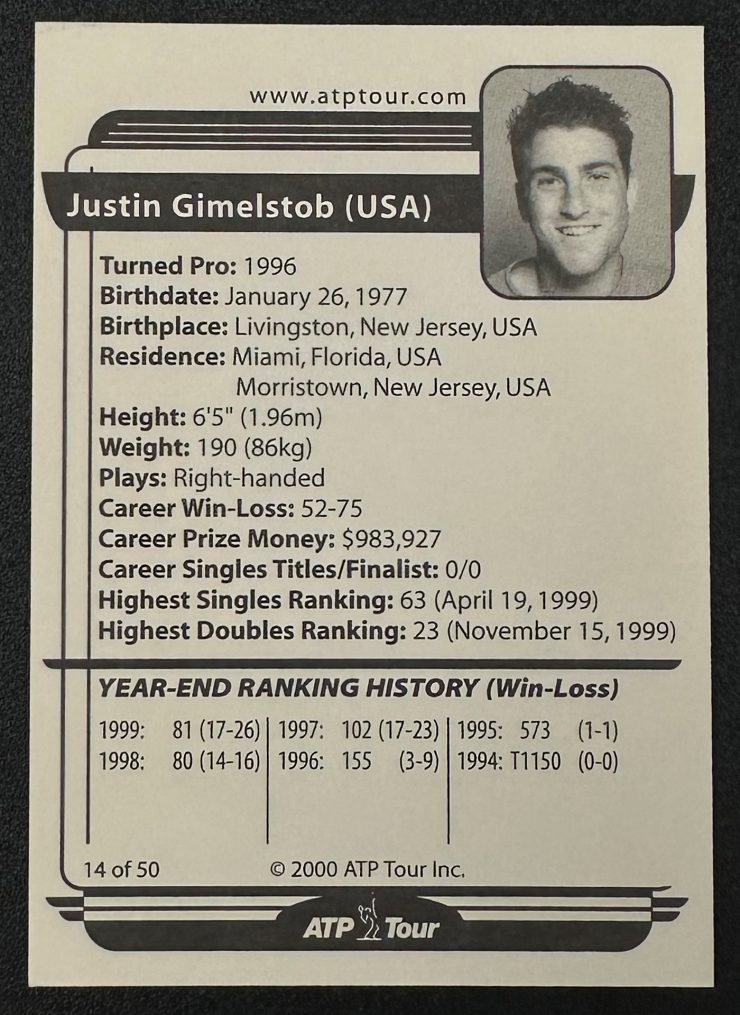 www.atptour.com
Justin Gimelstob (USA)
Turned Pro: 1996
Birthdate: January 26, 1977
Birthplace: Livingston, New Jersey, USA
Residence: Miami, Florida, USA
Morristown, New Jersey, USA
Height: 6'5" (1.96m)
Weight: 190 (86kg)
Plays: Right-handed
Career Win-Loss: 52-75
Career Prize Money: $983,927
Career Singles Titles/Finalist: 0/0
Highest Singles Ranking: 63 (April 19, 1999)
Highest Doubles Ranking: 23 (November 15, 1999)
YEAR-END RANKING HISTORY (Win-Loss)
1999: 81 (17-26) 1997: 102 (17-23) 1995: 573 (1-1)
1998: 80 (14-16) 1996: 155 (3-9) 1994: T1150 (0-0)
14 of 50 © 2000 ATP Tour Inc.
ATP Tour